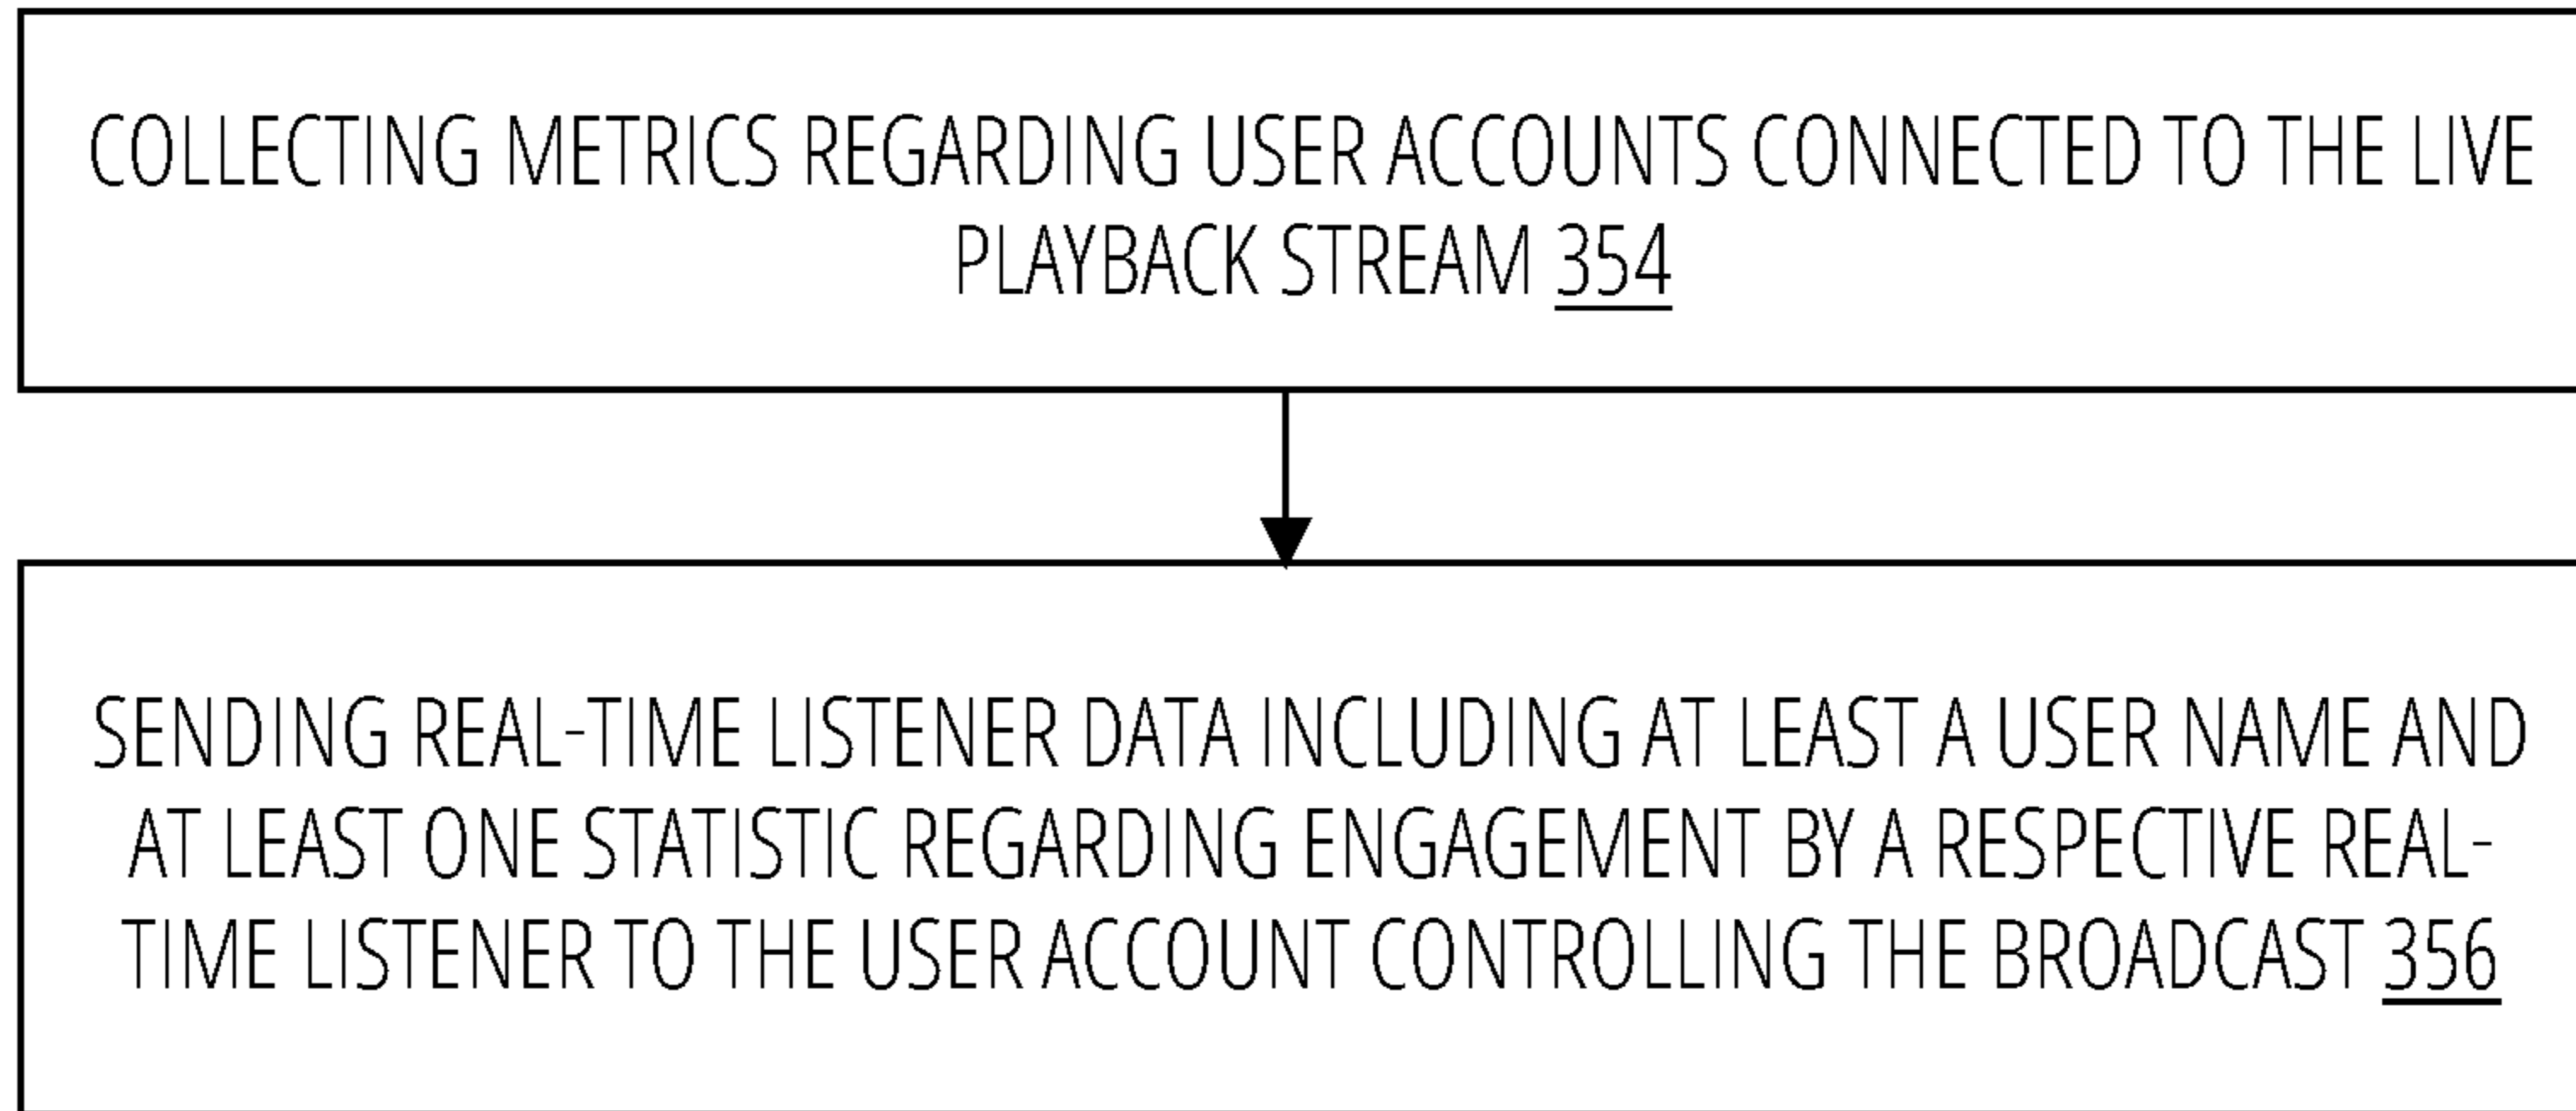 COLLECTING METRICS REGARDING USER ACCOUNTS CONNECTED TO THE LIVE
PLAYBACK STREAM 354
SENDING REAL-TIME LISTENER DATA INCLUDING AT LEAST A USER NAME AND
AT LEAST ONE STATISTIC REGARDING ENGAGEMENT BY A RESPECTIVE REAL-
TIME LISTENER TO THE USER ACCOUNT CONTROLLING THE BROADCAST 356